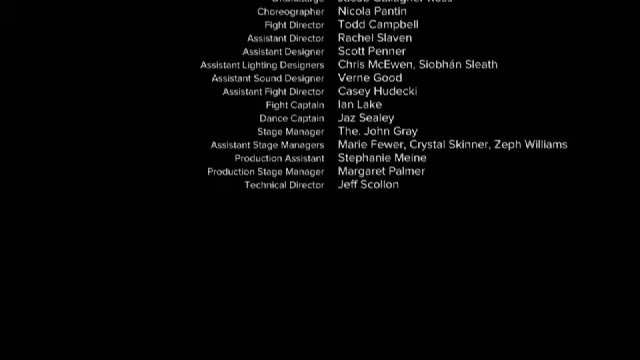 Choreographer Nicola Pantin
Fight Director Todd Campbell
Assistant Director Rachel Slaven
Assistant Designer Scott Penner
Assistant Lighting Designers Chris McEwen, Siobhán Sleath
Assistant Sound Designer Verne Good
Assistant Fight Director Casey Hudecki
Fight Captain Ian Lake
Dance Captain Jaz Sealey
Stage Manager The. John Gray
Assistant Stage Managers Marie Fewer, Crystal Skinner, Zeph Williams
Production Assistant Stephanie Meine
Production Stage Manager Margaret Palmer
Technical Director Jeff Scollon